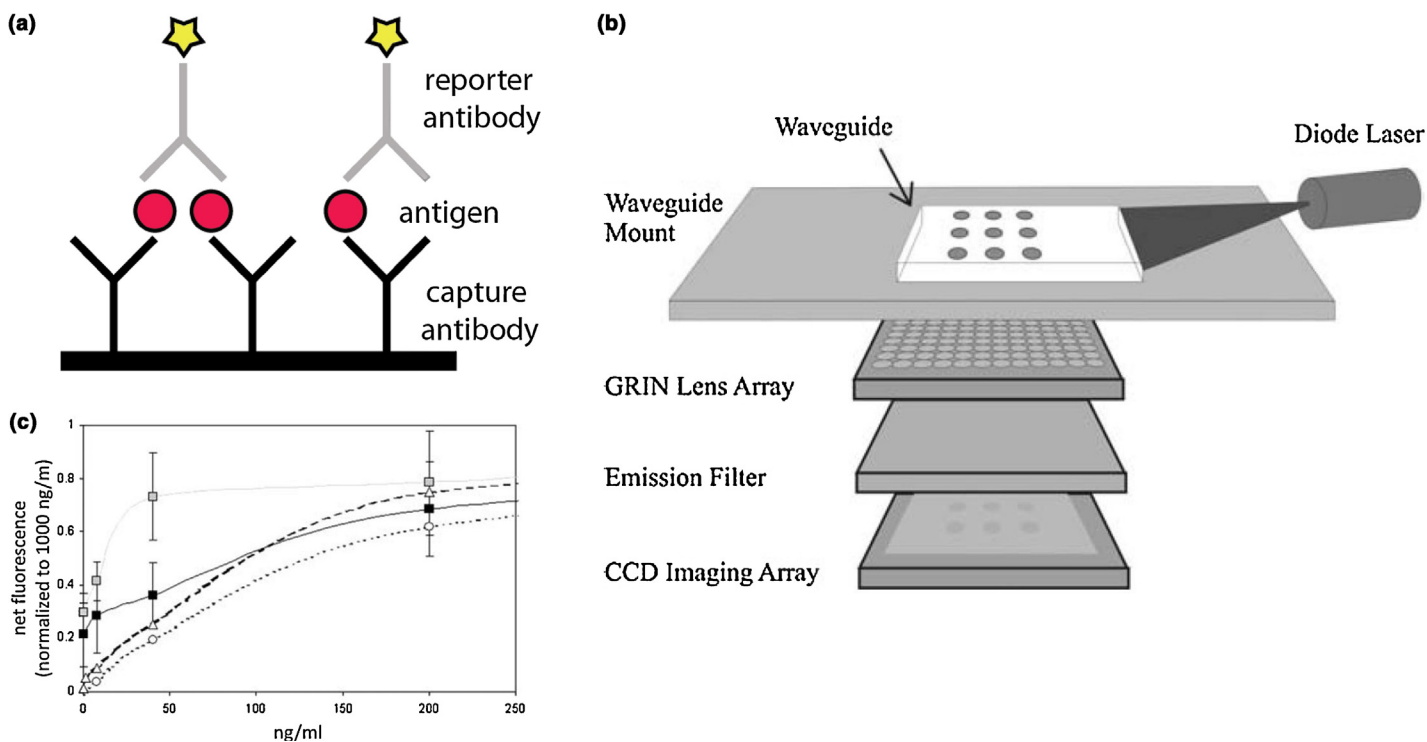 (a)
reporter
antibody
antigen
capture
antibody
(b)
Waveguide
Diode Laser
Waveguide
Mount
GRIN Lens Array
Emission Filter
CCD Imaging Array
(c)
net fluorescence
(normalized to 1000 ng/m)
1
0.8
0.6
0.4
0.2
0
0
50
100
150
200
250
ng/ml